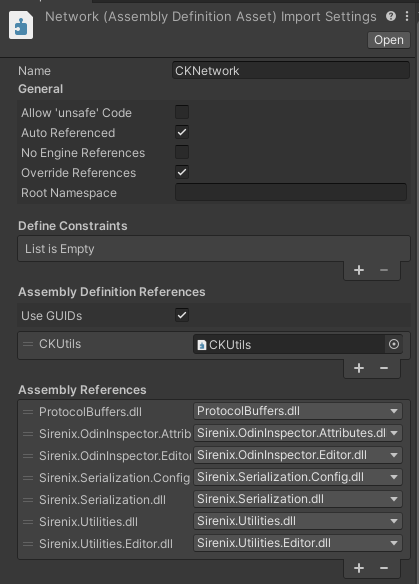 Network (Assembly Definition Asset) Import Settings
Open
Name CKNetwork
General
Allow 'unsafe' Code
Auto Referenced
No Engine References
Override References
Root Namespace
Define Constraints
List is Empty
+ −
Assembly Definition References
Use GUIDs
CKUtils CKUtils
+ −
Assembly References
ProtocolBuffers.dll ProtocolBuffers.dll
Sirenix.OdinInspector.Attrib Sirenix.OdinInspector.Attributes.dl
Sirenix.OdinInspector.Editor Sirenix.OdinInspector.Editor.dll
Sirenix.Serialization.Config Sirenix.Serialization.Config.dll
Sirenix.Serialization.dll Sirenix.Serialization.dll
Sirenix.Utilities.dll Sirenix.Utilities.dll
Sirenix.Utilities.Editor.dll Sirenix.Utilities.Editor.dll
+ −